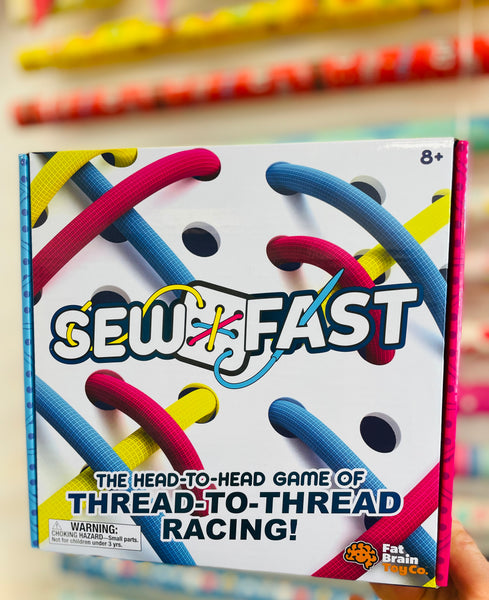 8+
SEW FAST
THE HEAD-TO-HEAD GAME OF
THREAD-TO-THREAD
RACING!
WARNING:
CHOKING HAZARD—Small parts.
Not for children under 3 yrs.
Fat
Brain
Toy Co.